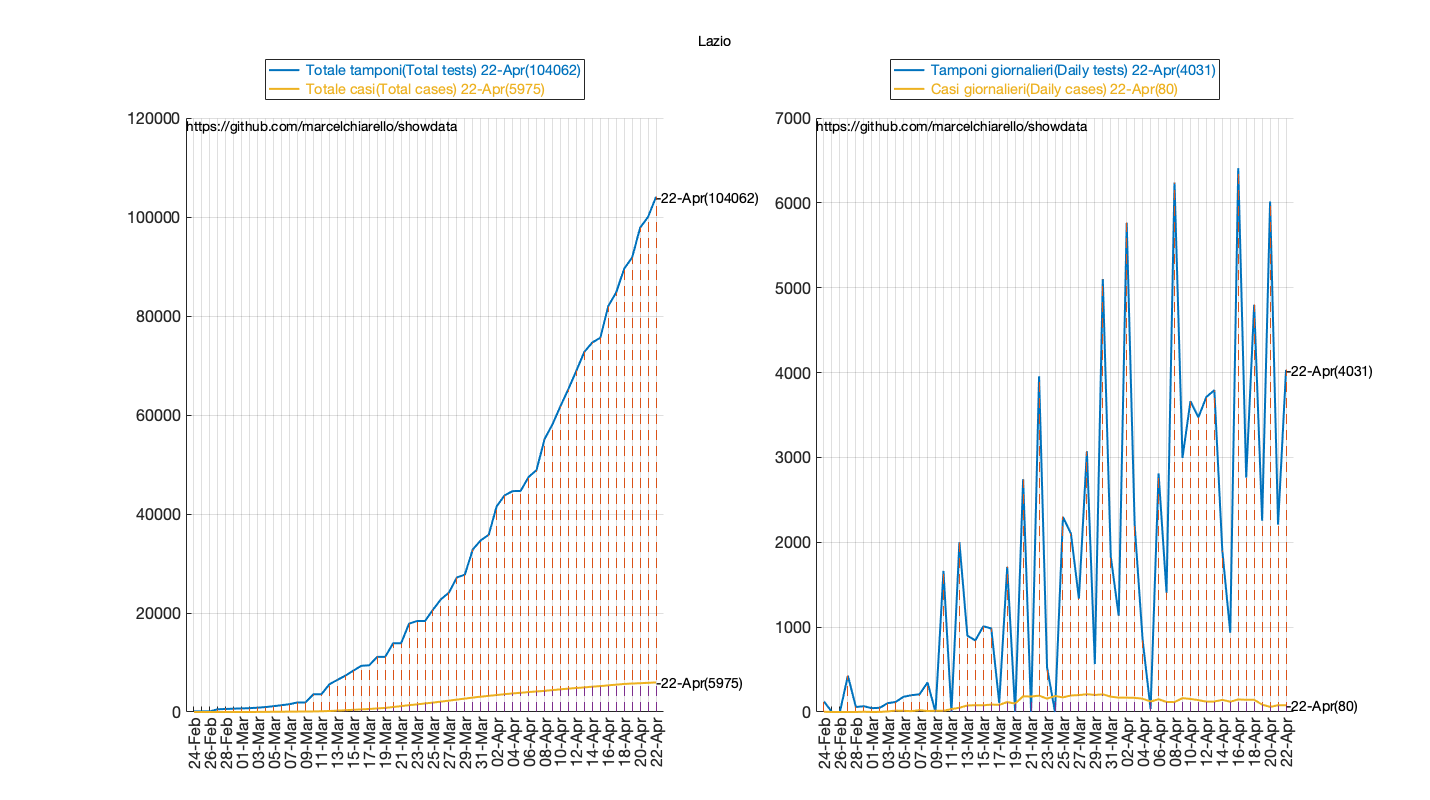 Lazio
Totale tamponi(Total tests) 22-Apr(104062)
Totale casi(Total cases) 22-Apr(5975)
https://github.com/marcelchiarello/showdata
120000
100000
80000
60000
40000
20000
0
22-Apr(104062)
22-Apr(5975)
24-Feb
26-Feb
28-Feb
01-Mar
03-Mar
05-Mar
07-Mar
09-Mar
11-Mar
13-Mar
15-Mar
17-Mar
19-Mar
21-Mar
23-Mar
25-Mar
27-Mar
29-Mar
31-Mar
02-Apr
04-Apr
06-Apr
08-Apr
10-Apr
12-Apr
14-Apr
16-Apr
18-Apr
20-Apr
22-Apr
Tamponi giornalieri(Daily tests) 22-Apr(4031)
Casi giornalieri(Daily cases) 22-Apr(80)
https://github.com/marcelchiarello/showdata
7000
6000
5000
4000
3000
2000
1000
0
22-Apr(4031)
22-Apr(80)
24-Feb
26-Feb
28-Feb
01-Mar
03-Mar
05-Mar
07-Mar
09-Mar
11-Mar
13-Mar
15-Mar
17-Mar
19-Mar
21-Mar
23-Mar
25-Mar
27-Mar
29-Mar
31-Mar
02-Apr
04-Apr
06-Apr
08-Apr
10-Apr
12-Apr
14-Apr
16-Apr
18-Apr
20-Apr
22-Apr